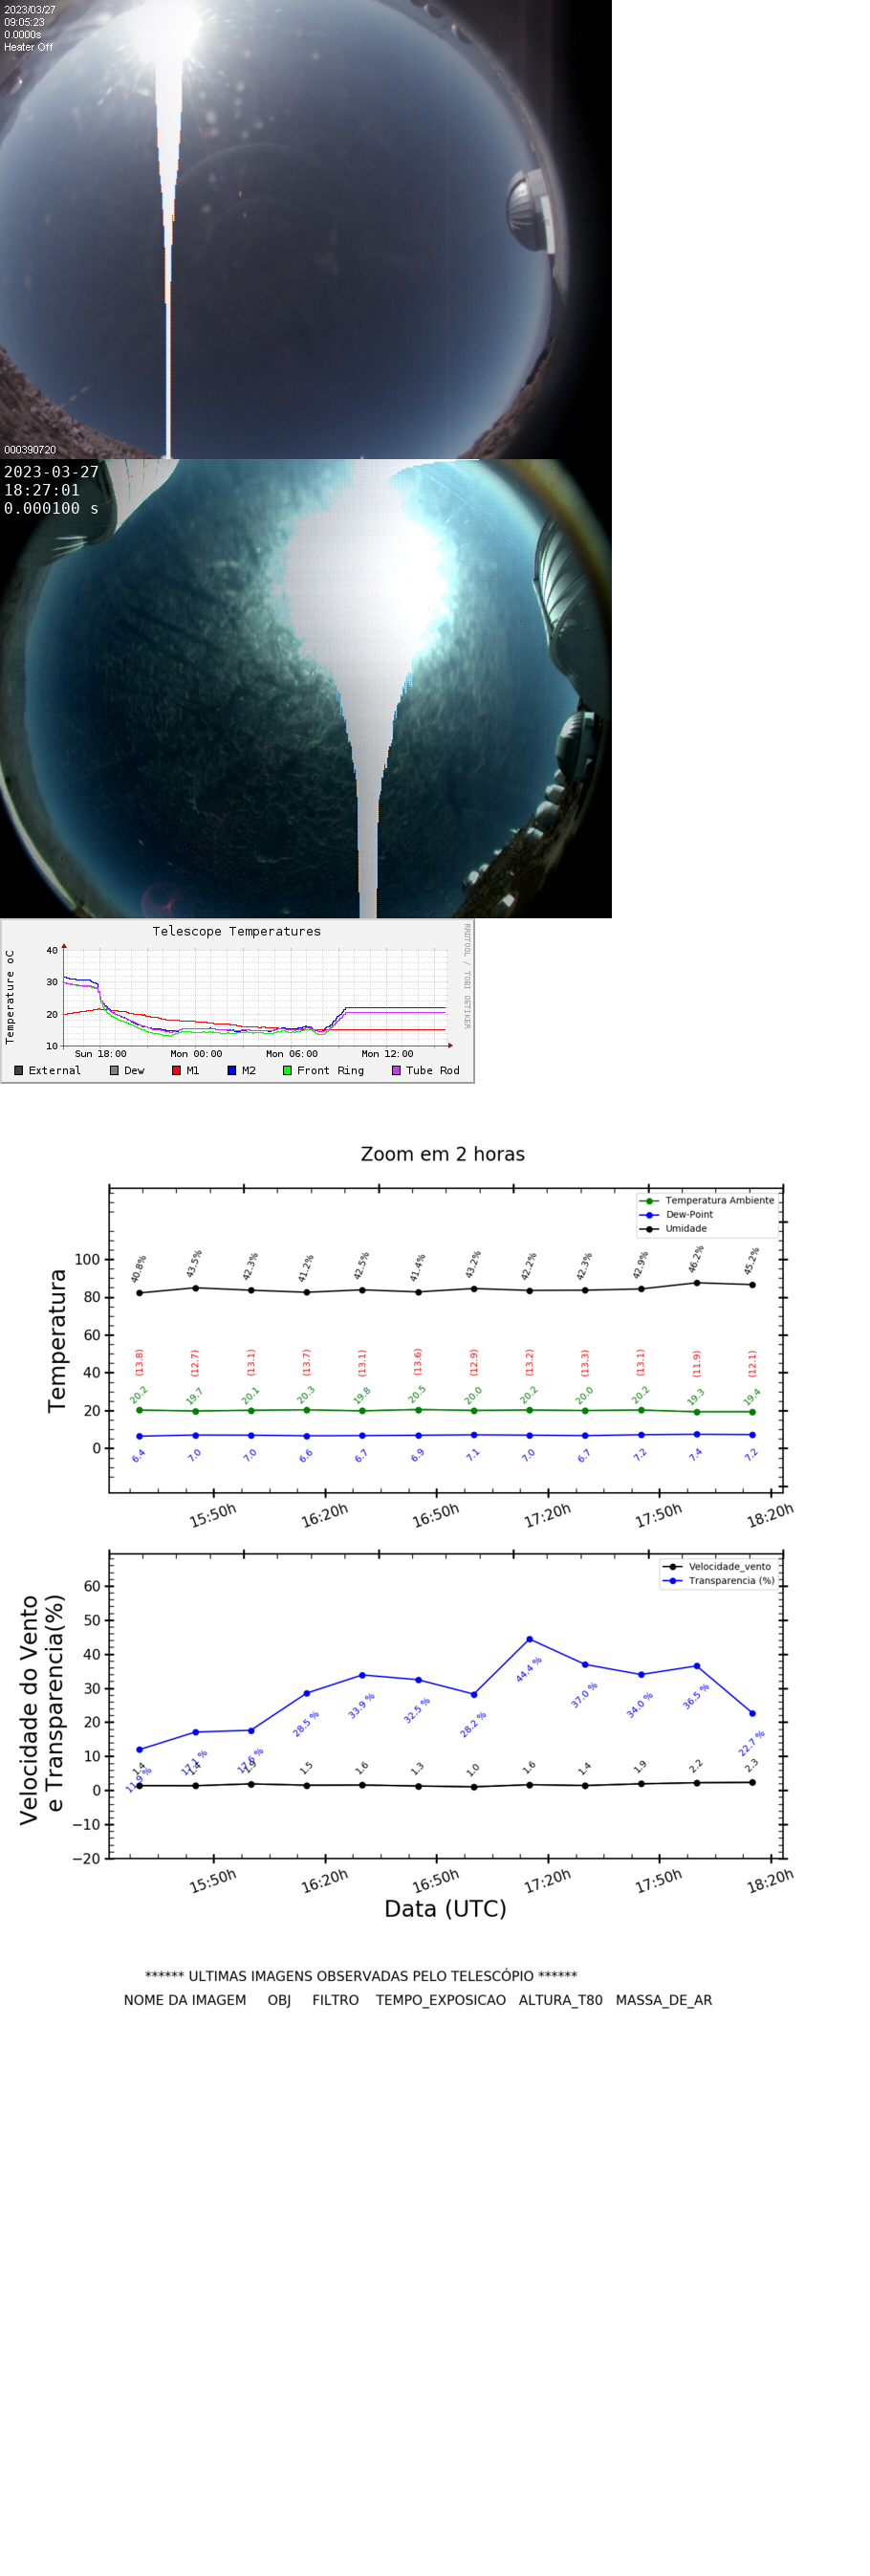 2023/03/27
09:05:23
0.0000s
Heater Off
000390720
2023-03-27
18:27:01
0.000100 s
Telescope Temperatures
RRDTOOL / TOBI OETIKER
Temperature oC
40
30
20
10
Sun 18:00 Mon 00:00 Mon 06:00 Mon 12:00
External Dew M1 M2 Front Ring Tube Rod
Zoom em 2 horas
Temperatura Ambiente
Dew-Point
Umidade
Temperatura
100
80
60
40
20
0
40.8% 43.5% 42.3% 41.2% 42.5% 41.4% 43.2% 42.2% 42.3% 42.9% 46.2% 45.2%
(13.8) (12.7) (13.1) (13.7) (13.1) (13.6) (12.9) (13.2) (13.3) (13.1) (11.9) (12.1)
20.2 19.7 20.1 20.3 19.8 20.5 20.0 20.2 20.0 20.2 19.3 19.4
6.4 7.0 7.0 6.6 6.7 6.9 7.1 7.0 6.7 7.2 7.4 7.2
15:50h 16:20h 16:50h 17:20h 17:50h 18:20h
Velocidade_vento
Transparencia (%)
Velocidade do Vento
e Transparencia(%)
60
50
40
30
20
10
0
−10
−20
11.9 % 17.1 % 17.6 % 28.5 % 33.9 % 32.5 % 28.2 % 44.4 % 37.0 % 34.0 % 36.5 % 22.7 %
1.4 1.4 1.9 1.5 1.6 1.3 1.0 1.6 1.4 1.9 2.2 2.3
15:50h 16:20h 16:50h 17:20h 17:50h 18:20h
Data (UTC)
****** ULTIMAS IMAGENS OBSERVADAS PELO TELESCÓPIO ******
NOME DA IMAGEM OBJ FILTRO TEMPO_EXPOSICAO ALTURA_T80 MASSA_DE_AR